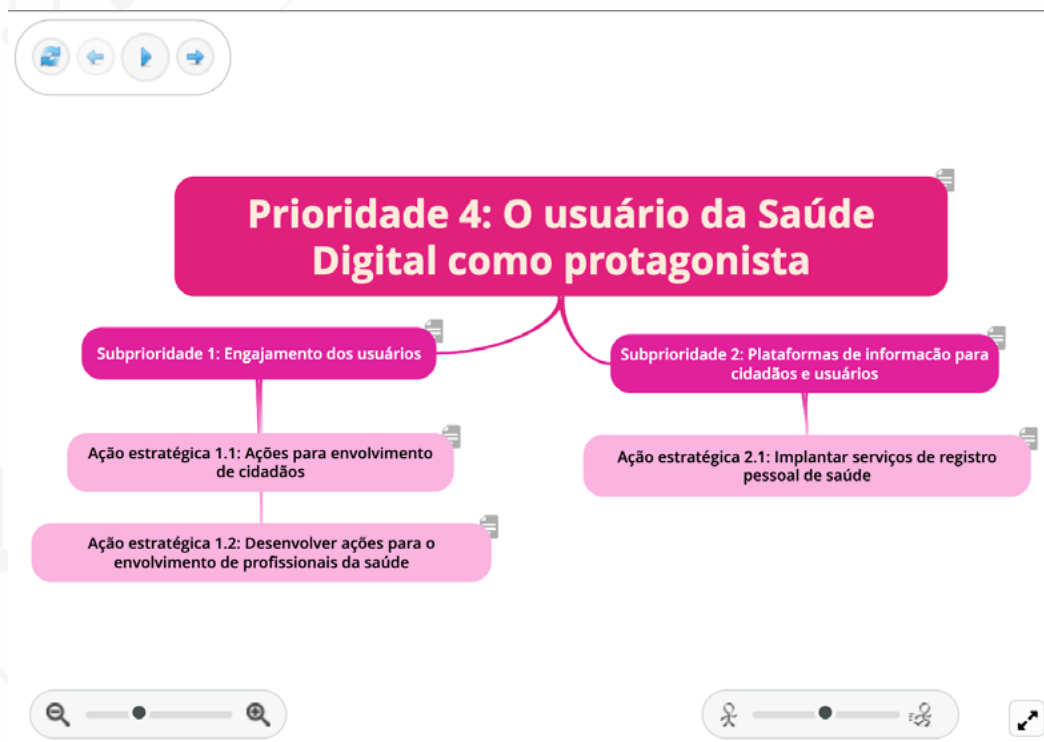 Prioridade 4: O usuário da Saúde
Digital como protagonista
Subprioridade 1: Engajamento dos usuários
Subprioridade 2: Plataformas de informacão para
cidadãos e usuários
Ação estratégica 1.1: Ações para envolvimento
de cidadãos
Ação estratégica 2.1: Implantar serviços de registro
pessoal de saúde
Ação estratégica 1.2: Desenvolver ações para o
envolvimento de profissionais da saúde